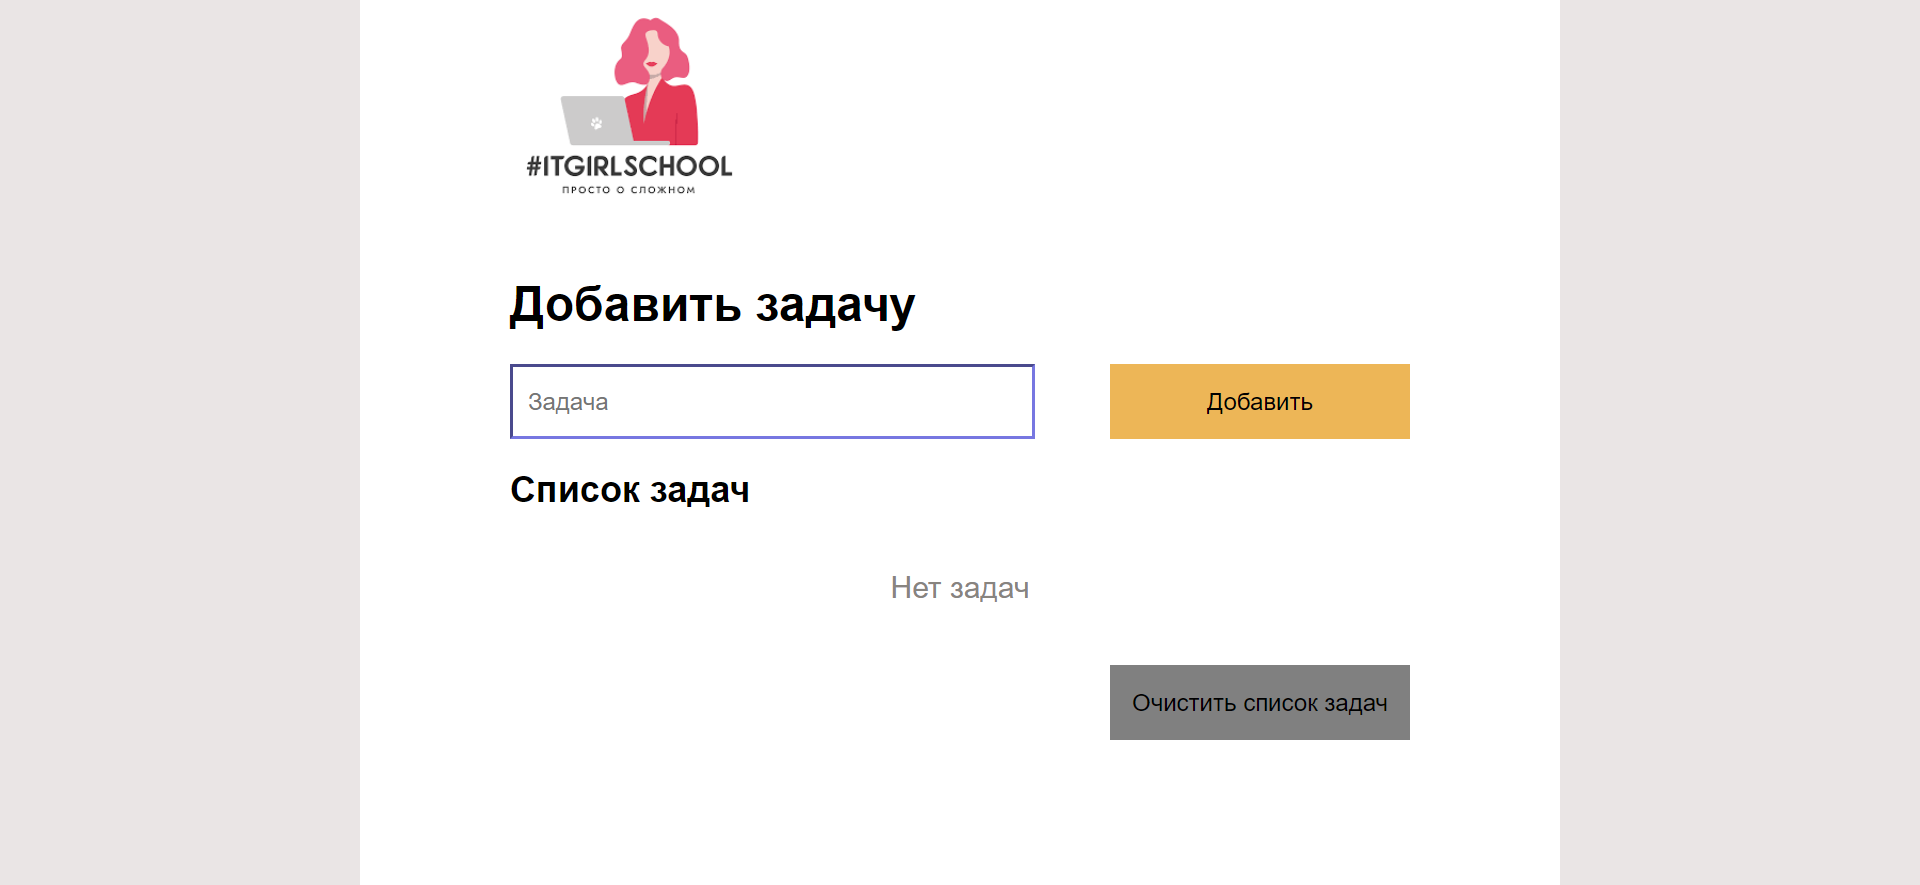 #ITGIRLSCHOOL
ПРОСТО О СЛОЖНОМ
Добавить задачу
Задача
Добавить
Список задач
Нет задач
Очистить список задач